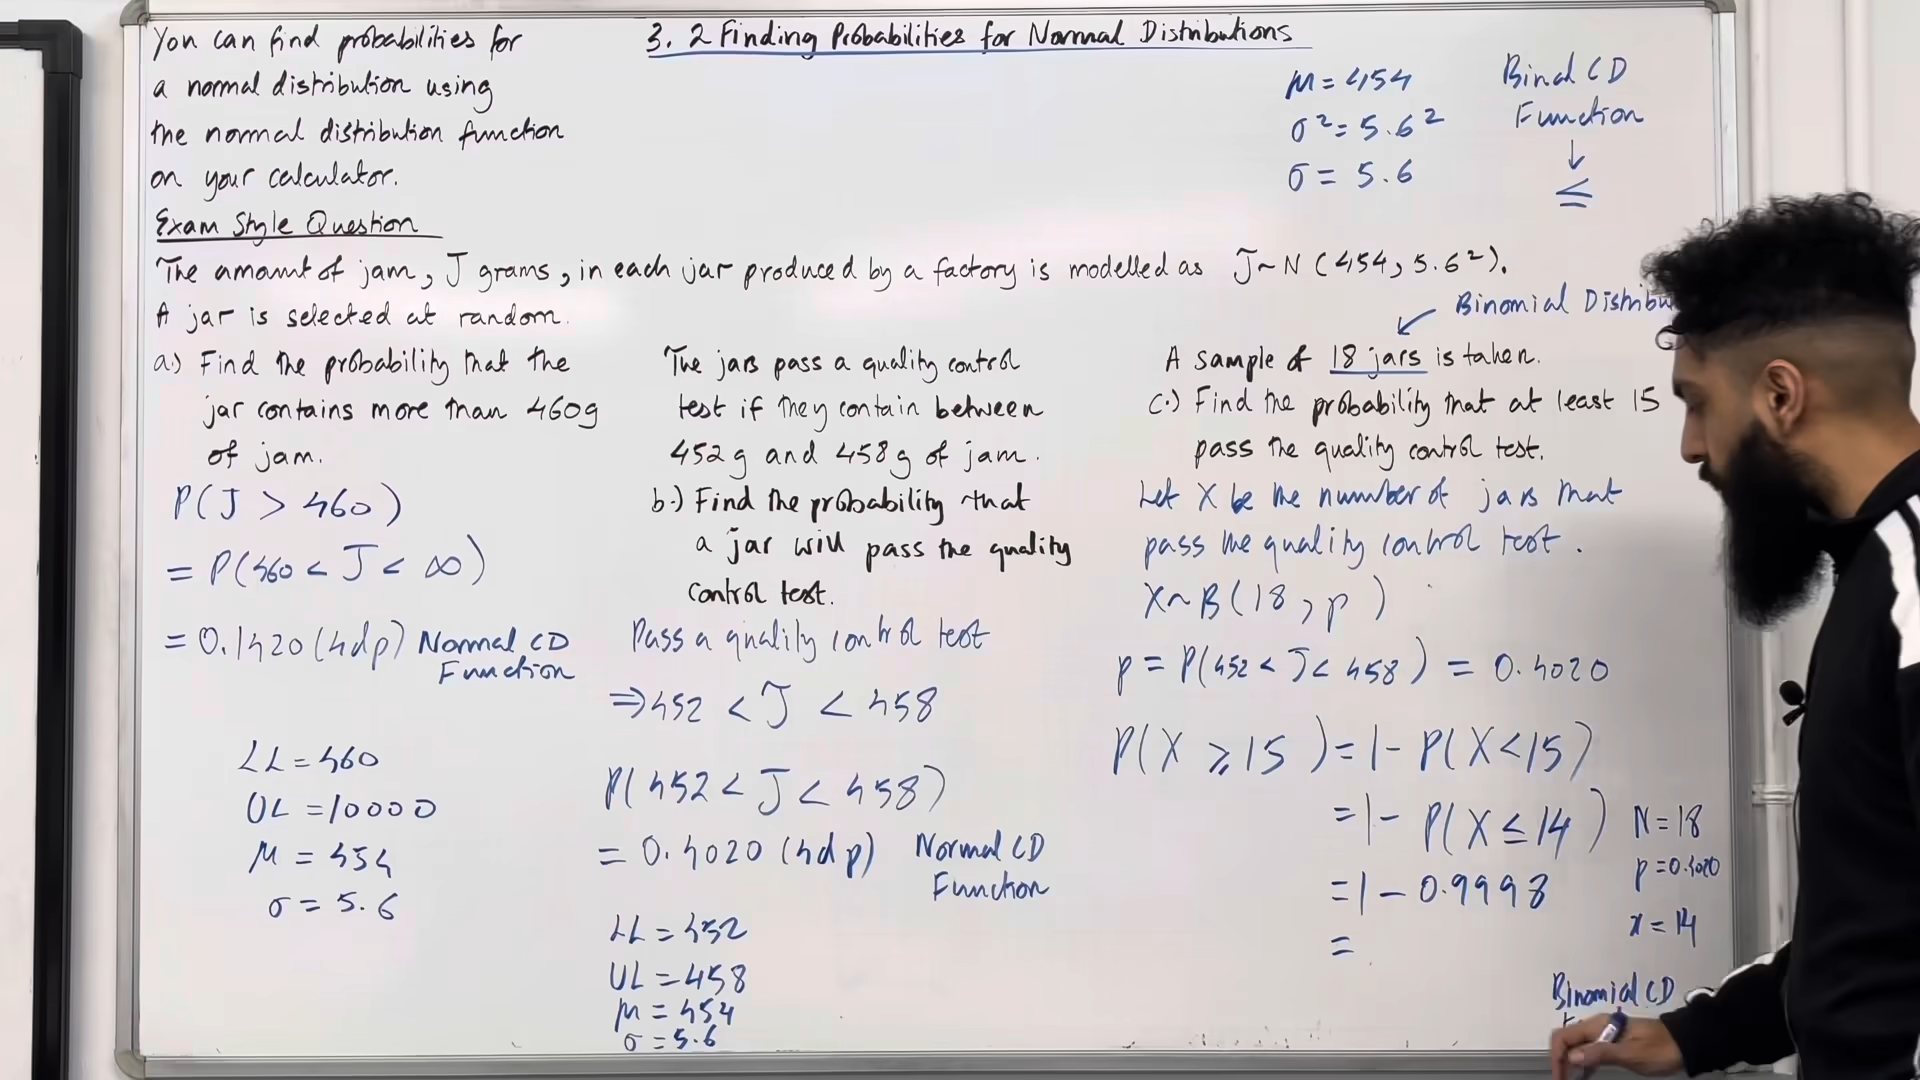 You can find probabilities for
a normal distribution using
the normal distribution function
on your calculator.
3.2 Finding Probabilities for Normal Distributions
μ = 454
σ² = 5.6²
σ = 5.6
Binal CD
Function
↓
≤
Exam Style Question
The amount of jam, J grams, in each jar produced by a factory is modelled as J~N(454, 5.6²).
A jar is selected at random.
a.) Find the probability that the
jar contains more than 460g
of jam.
P(J > 460)
= P(460 < J < ∞)
= 0.1420 (4dp) Normal CD
Function
LL = 460
UL = 10000
μ = 454
σ = 5.6
The jars pass a quality control
test if they contain between
452g and 458g of jam.
b.) Find the probability that
a jar will pass the quality
control test.
Pass a quality control test
⇒ 452 < J < 458
P(452 < J < 458)
= 0.4020 (4dp) Normal CD
Function
LL = 452
UL = 458
μ = 454
σ = 5.6
Binomial Distribu
A sample of 18 jars is taken.
c.) Find the probability that at least 15
pass the quality control test.
Let X be the number of jars that
pass the quality control test.
X~B(18, p)
p = P(452 < J < 458) = 0.4020
P(X ≥ 15) = 1 - P(X < 15)
= 1 - P(X ≤ 14)
= 1 - 0.9998
=
N = 18
p = 0.4020
x = 14
Binomial CD